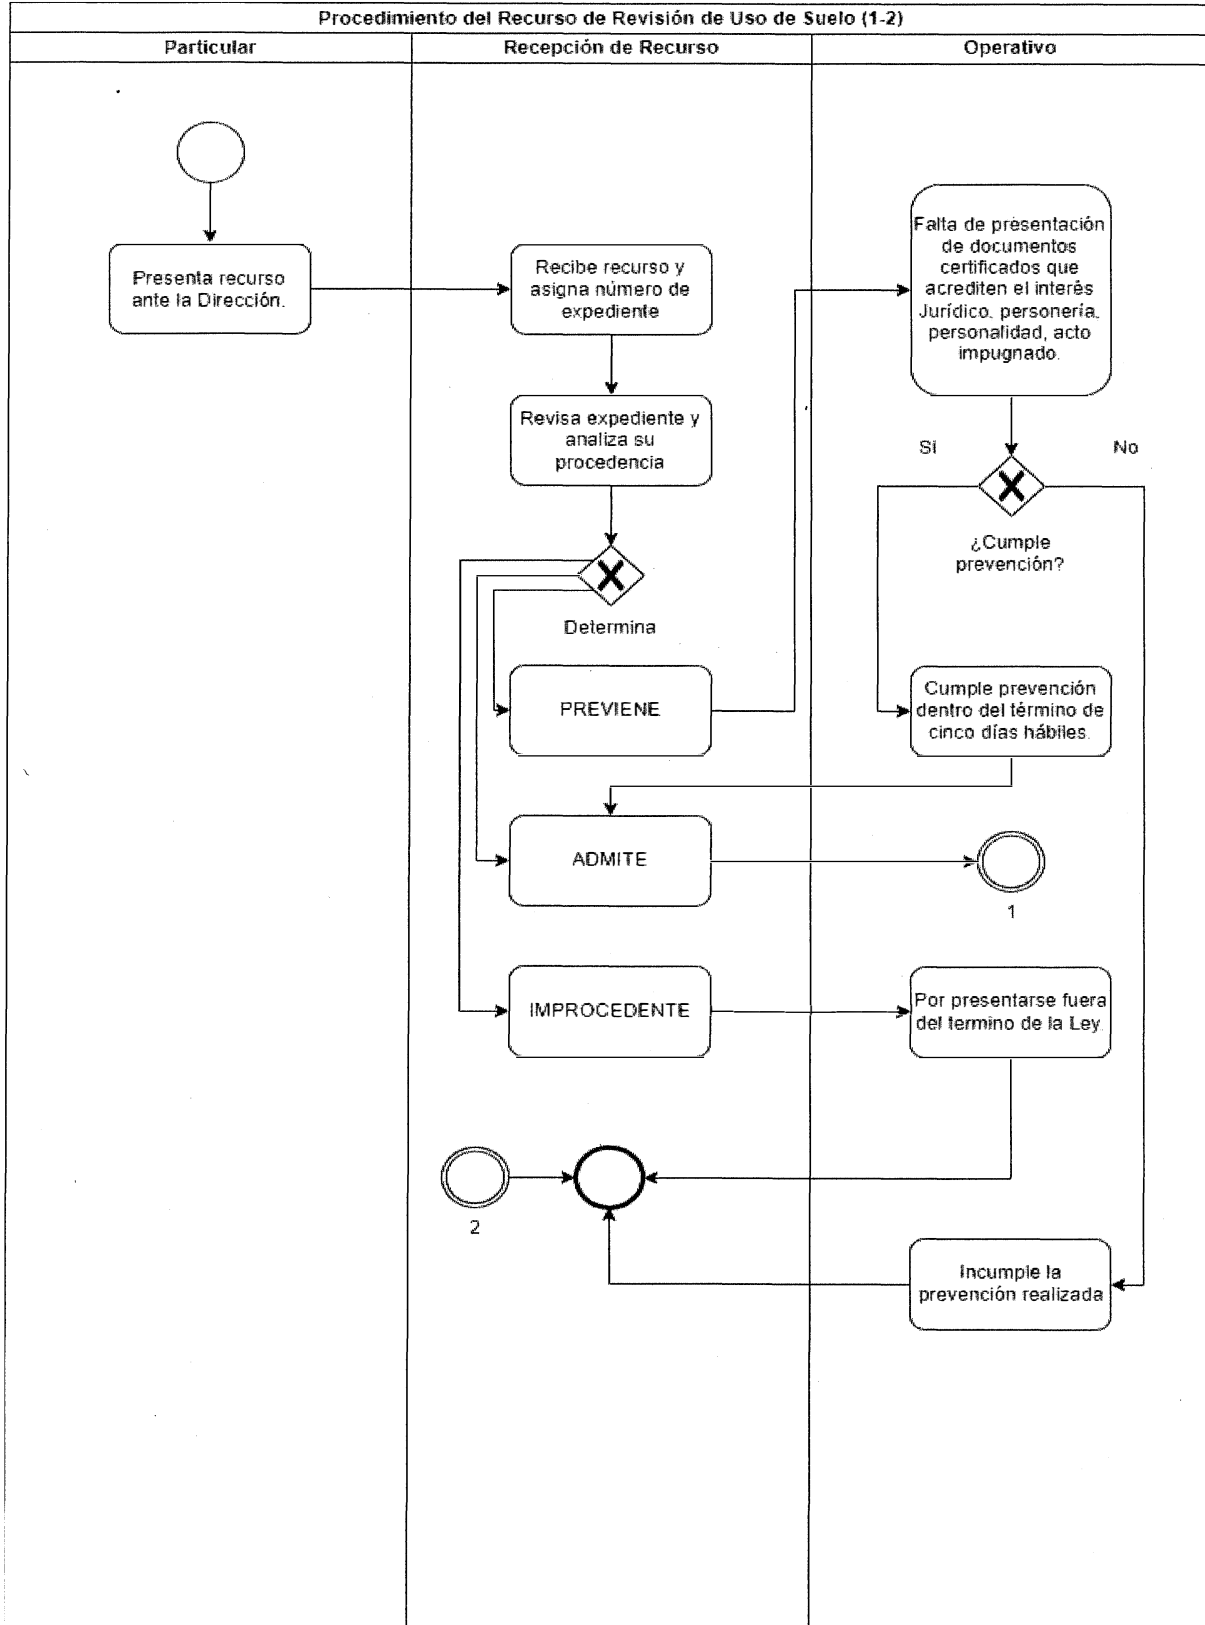 Procedimiento del Recurso de Revisión de Uso de Suelo (1-2)
Particular
Recepción de Recurso
Operativo
Presenta recurso
ante la Dirección.
Recibe recurso y
asigna número de
expediente
Falta de presentación
de documentos
certificados que
acrediten el interés
Jurídico, personería,
personalidad, acto
impugnado.
Revisa expediente y
analiza su
procedencia
Sí
No
¿Cumple
prevención?
Determina
PREVIENE
Cumple prevención
dentro del término de
cinco días hábiles.
ADMITE
1
IMPROCEDENTE
Por presentarse fuera
del termino de la Ley.
2
Incumple la
prevención realizada